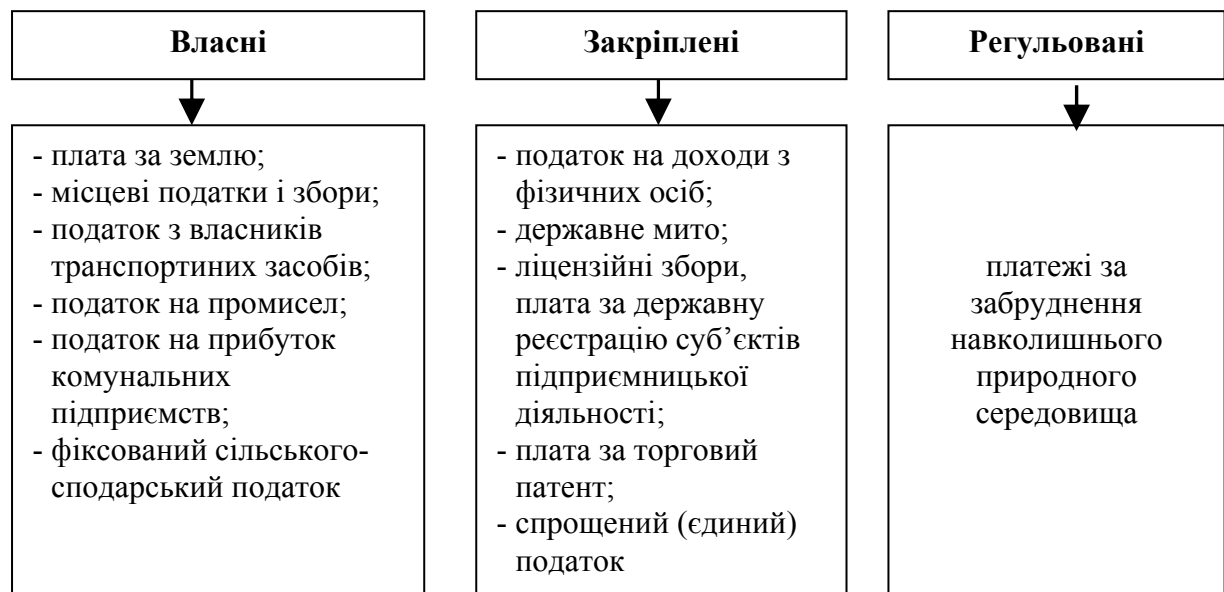 Власні
Закріплені
Регульовані
- плата за землю;
- місцеві податки і збори;
- податок з власників
транспортиних засобів;
- податок на промисел;
- податок на прибуток
комунальних
підприємств;
- фіксований сільського-
сподарський податок
- податок на доходи з
фізичних осіб;
- державне мито;
- ліцензійні збори,
плата за державну
реєстрацію суб’єктів
підприємницької
діяльності;
- плата за торговий
патент;
- спрощений (єдиний)
податок
платежі за
забруднення
навколишнього
природного
середовища